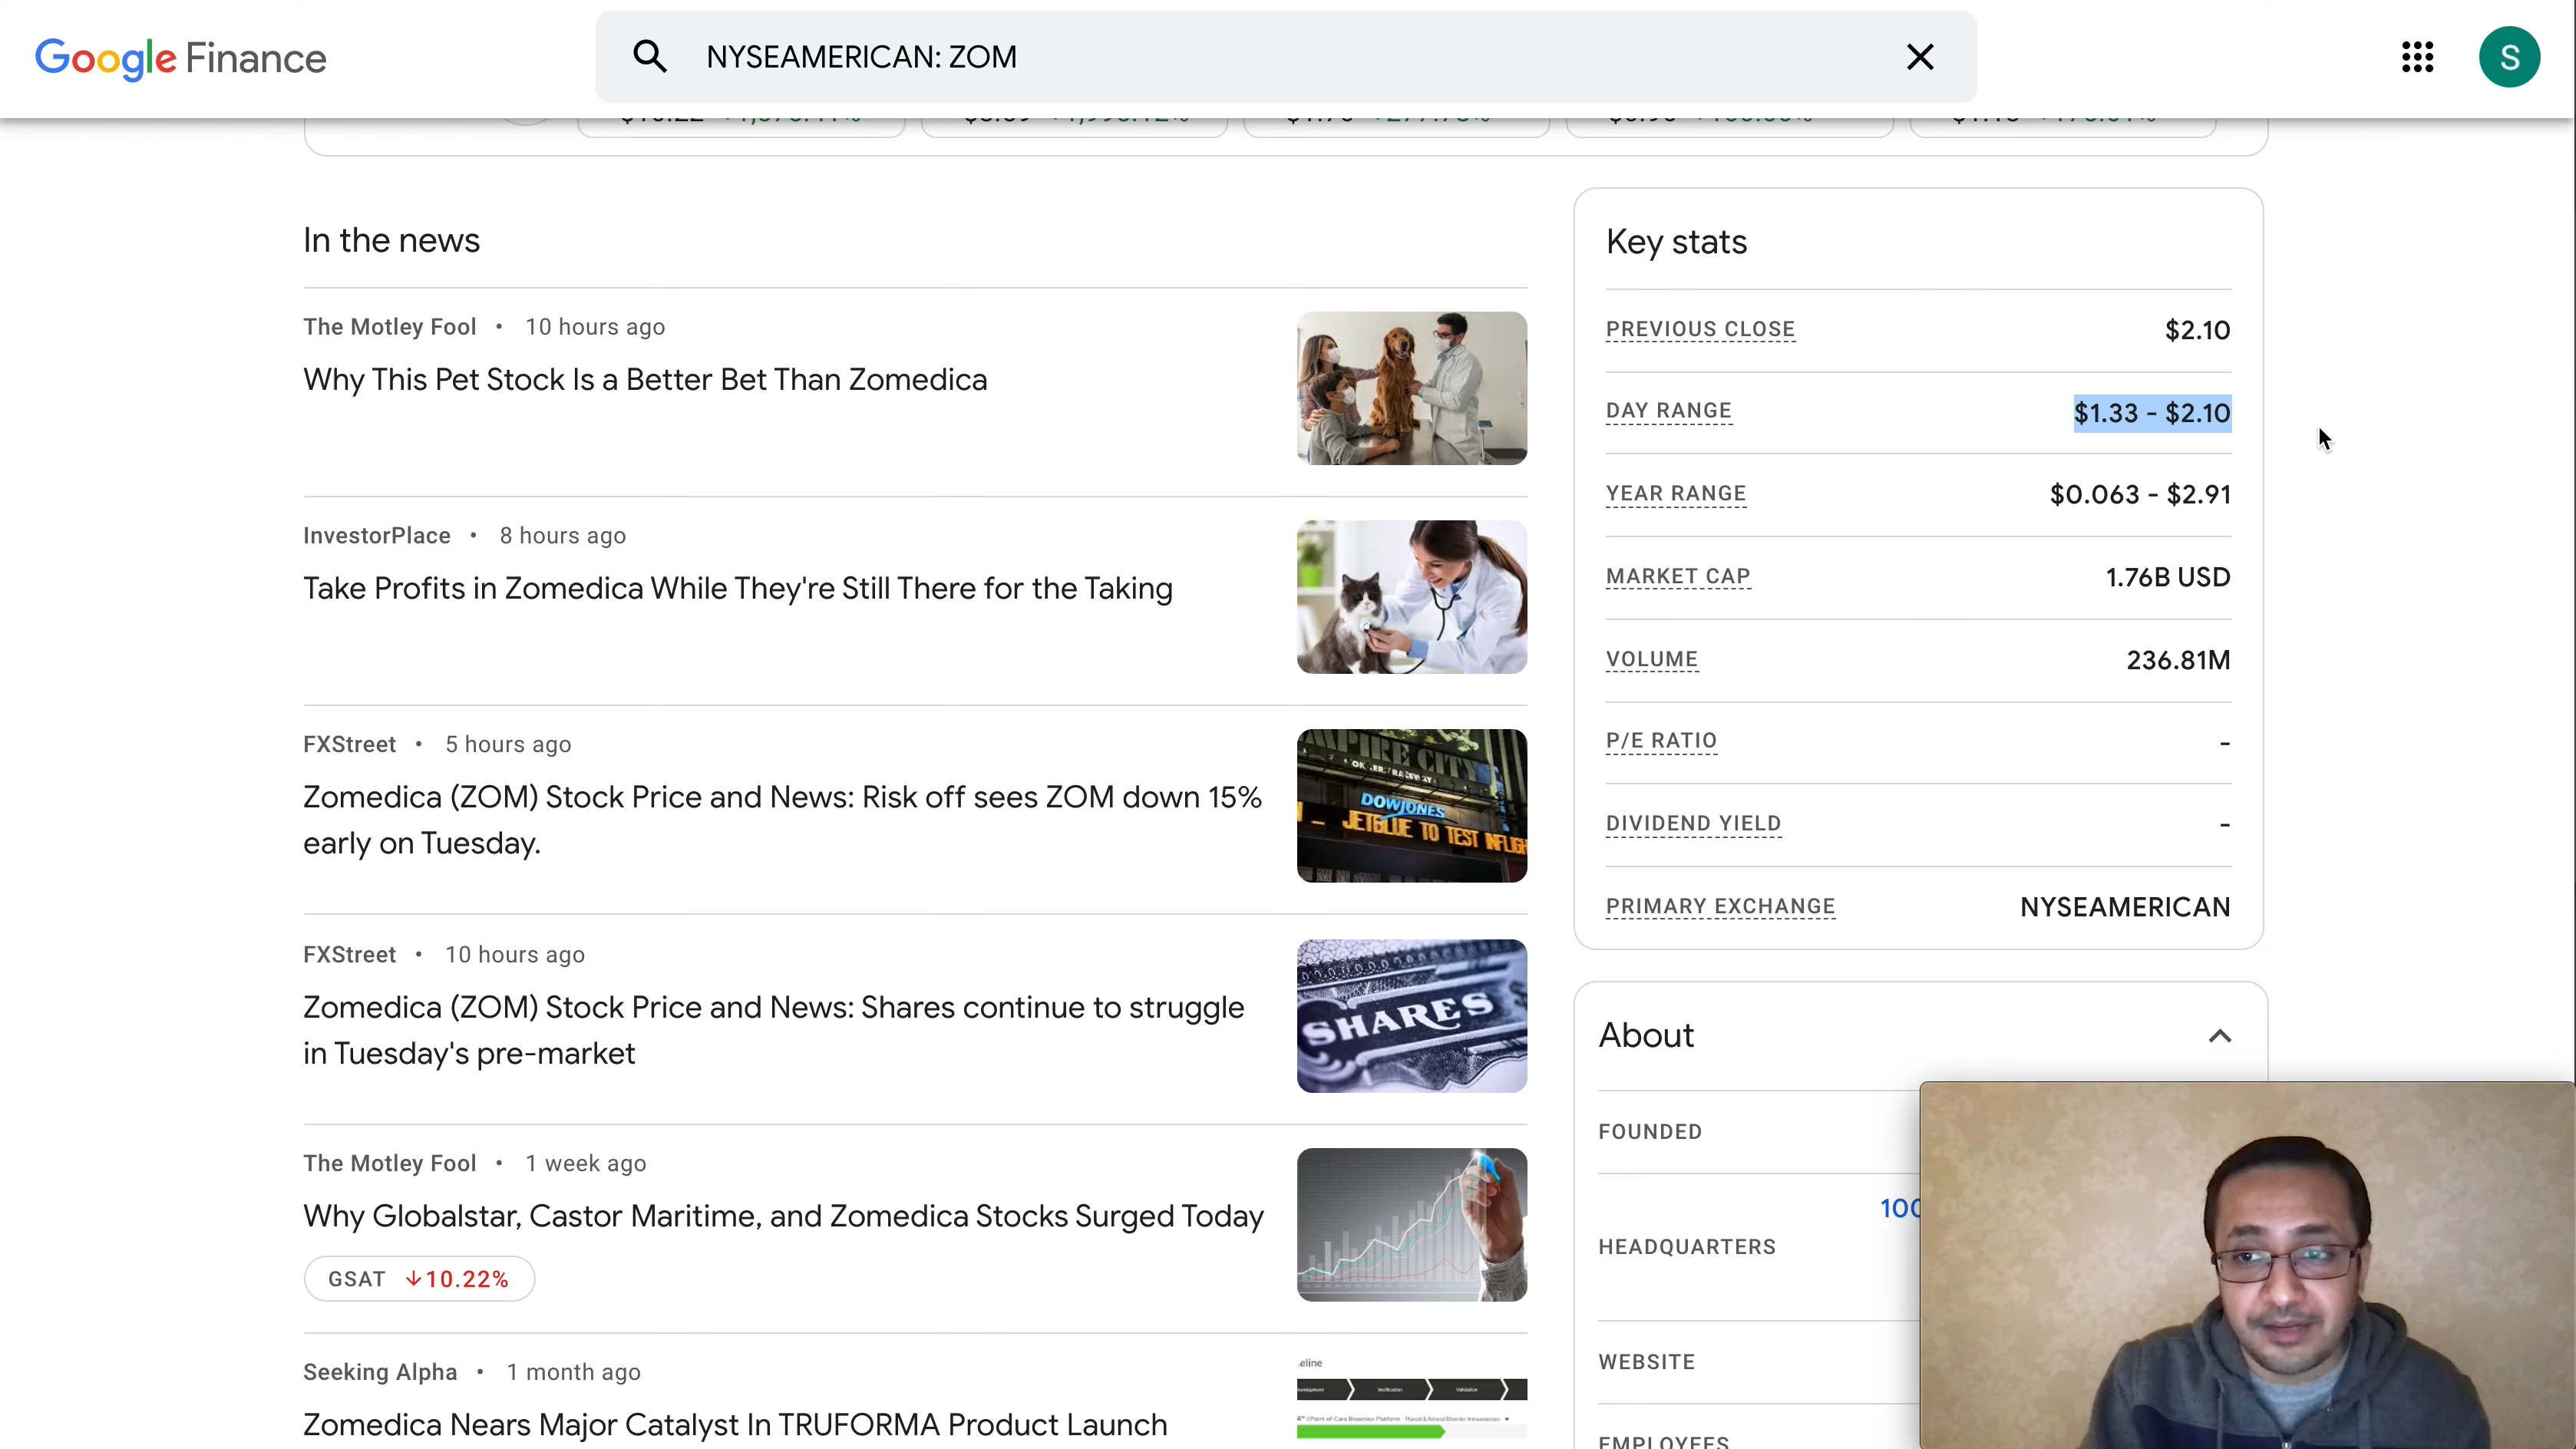 Google Finance
NYSEAMERICAN: ZOM
S
In the news
The Motley Fool • 10 hours ago
Why This Pet Stock Is a Better Bet Than Zomedica
InvestorPlace • 8 hours ago
Take Profits in Zomedica While They're Still There for the Taking
FXStreet • 5 hours ago
Zomedica (ZOM) Stock Price and News: Risk off sees ZOM down 15%
early on Tuesday.
DOWJONES
JETBLUE TO TEST INFLIGH
FXStreet • 10 hours ago
Zomedica (ZOM) Stock Price and News: Shares continue to struggle
in Tuesday's pre-market
SHARES
The Motley Fool • 1 week ago
Why Globalstar, Castor Maritime, and Zomedica Stocks Surged Today
GSAT ↓10.22%
Seeking Alpha • 1 month ago
Zomedica Nears Major Catalyst In TRUFORMA Product Launch
eline
Verification
Validation
Key stats
PREVIOUS CLOSE $2.10
DAY RANGE $1.33 - $2.10
YEAR RANGE $0.063 - $2.91
MARKET CAP 1.76B USD
VOLUME 236.81M
P/E RATIO -
DIVIDEND YIELD -
PRIMARY EXCHANGE NYSEAMERICAN
About
FOUNDED
100
HEADQUARTERS
WEBSITE
EMPLOYEES